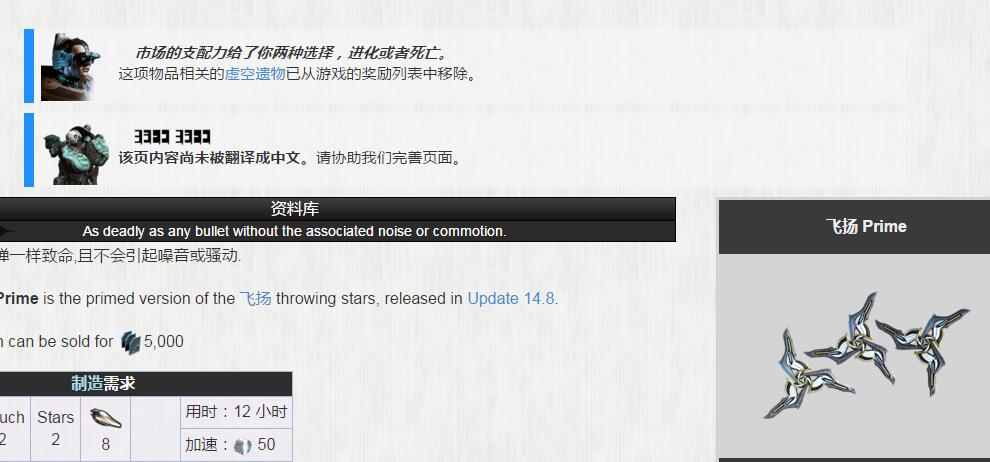 市场的支配力给了你两种选择，进化或者死亡。
这项物品相关的虚空遗物已从游戏的奖励列表中移除。
该页内容尚未被翻译成中文。请协助我们完善页面。
资料库
As deadly as any bullet without the associated noise or commotion.
一样致命,且不会引起噪音或骚动.
Prime is the primed version of the 飞扬 throwing stars, released in Update 14.8.
can be sold for 5,000
制造需求
Stars
2
8
用时：12 小时
加速： 50
飞扬 Prime